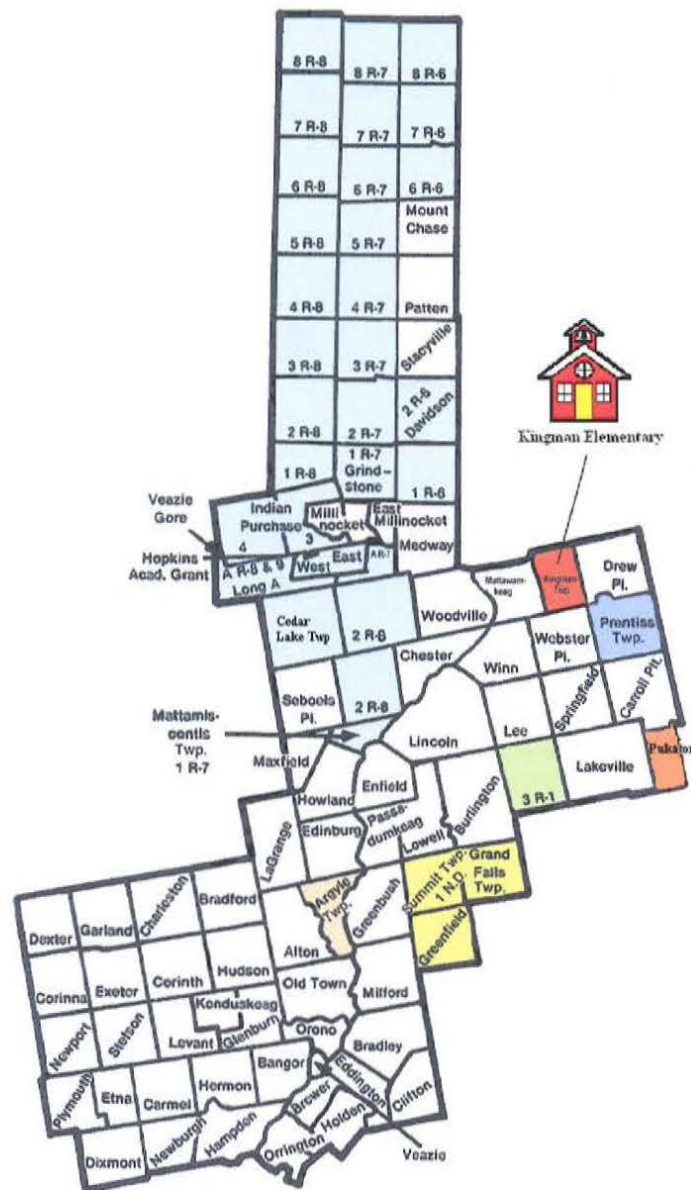 8 R-8
8 R-7
8 R-6
7 R-8
7 R-7
7 R-6
6 R-8
6 R-7
6 R-6
Mount
Chase
5 R-8
5 R-7
4 R-8
4 R-7
Patten
3 R-8
3 R-7
Stacyville
2 R-6
Davidson
2 R-8
2 R-7
Kingman Elementary
1 R-8
1 R-7
Grind-
stone
1 R-6
Veazie
Gore
Indian
Purchase
4
3
Milli
nocket
East
Millinocket
Medway
Hopkins
Acad. Grant
A R-8 & 9
Long A
West
East
A R-7
Mattawam-
keag
Kingman Twp
Drew
Pl.
Woodville
Cedar
Lake Twp
2 R-8
Chester
Winn
Webster
Pl.
Prentiss
Twp.
Seboeis
Pl.
2 R-8
Springfield
Carroll Plt.
Mattamis-
contis
Twp.
1 R-7
Lincoln
Lee
Maxfield
Lakeville
Pukaton
3 R-1
Enfield
Howland
Burlington
Passa-
dumkeag
Lowell
Edinburg
LaGrange
Summit Twp.
1 N.D.
Grand
Falls
Twp.
Argyle
Twp.
Greenbush
Greenfield
Alton
Bradford
Charleston
Garland
Dexter
Hudson
Corinth
Exeter
Corinna
Old Town
Milford
Kenduskeag
Glenburn
Levant
Stetson
Newport
Orono
Bradley
Bangor
Eddington
Clifton
Hermon
Carmel
Etna
Plymouth
Brewer
Holden
Veazie
Hampden
Newburgh
Dixmont
Orrington